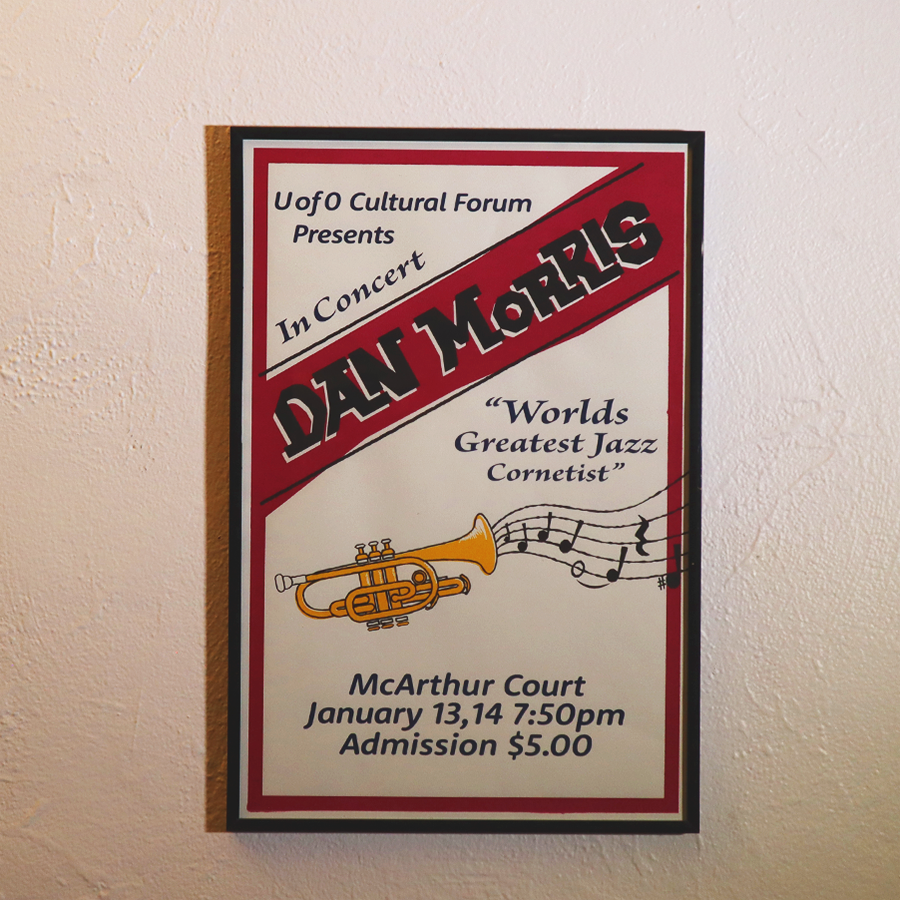 U of O Cultural Forum
Presents
In Concert
DAN MORRIS
“Worlds
Greatest Jazz
Cornetist”
McArthur Court
January 13,14 7:50pm
Admission $5.00